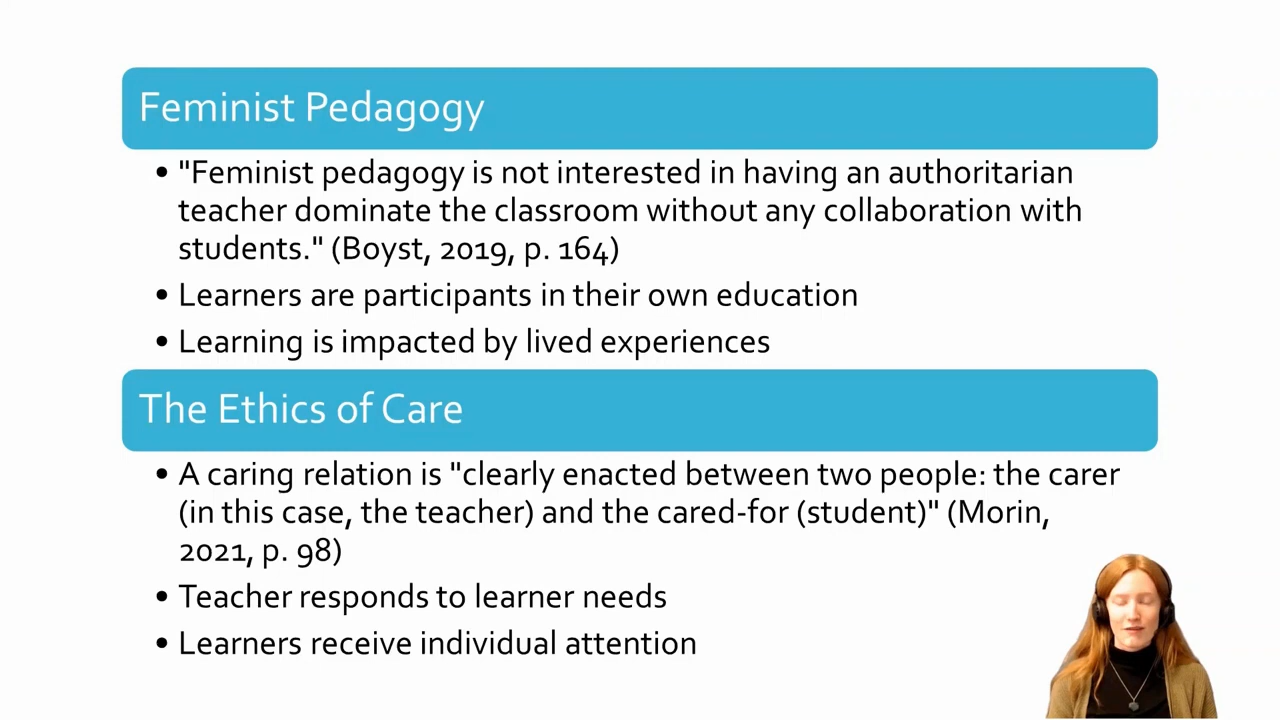 Feminist Pedagogy
• "Feminist pedagogy is not interested in having an authoritarian
teacher dominate the classroom without any collaboration with
students." (Boyst, 2019, p. 164)
• Learners are participants in their own education
• Learning is impacted by lived experiences
The Ethics of Care
• A caring relation is "clearly enacted between two people: the carer
(in this case, the teacher) and the cared-for (student)" (Morin,
2021, p. 98)
• Teacher responds to learner needs
• Learners receive individual attention